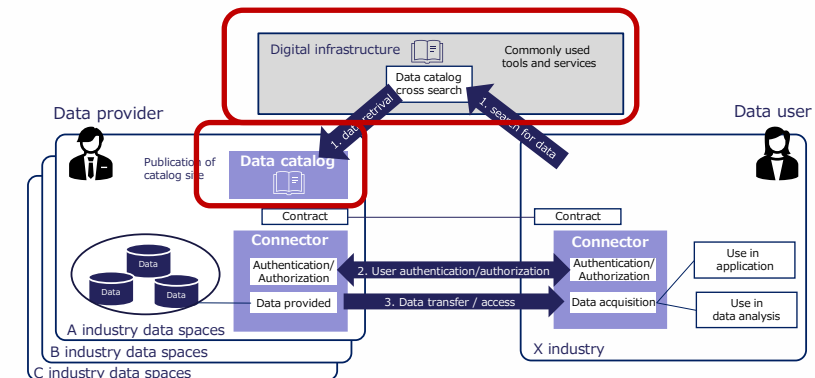 Digital infrastructure
Commonly used
tools and services
Data catalog
cross search
1. data retrival
1. search for data
Data provider
Data user
Publication of
catalog site
Data catalog
Contract
Contract
Connector
Connector
Authentication/
Authorization
2. User authentication/authorization
Authentication/
Authorization
Use in
application
Data
Data
Data
Data provided
3. Data transfer / access
Data acquisition
Use in
data analysis
A industry data spaces
B industry data spaces
C industry data spaces
X industry